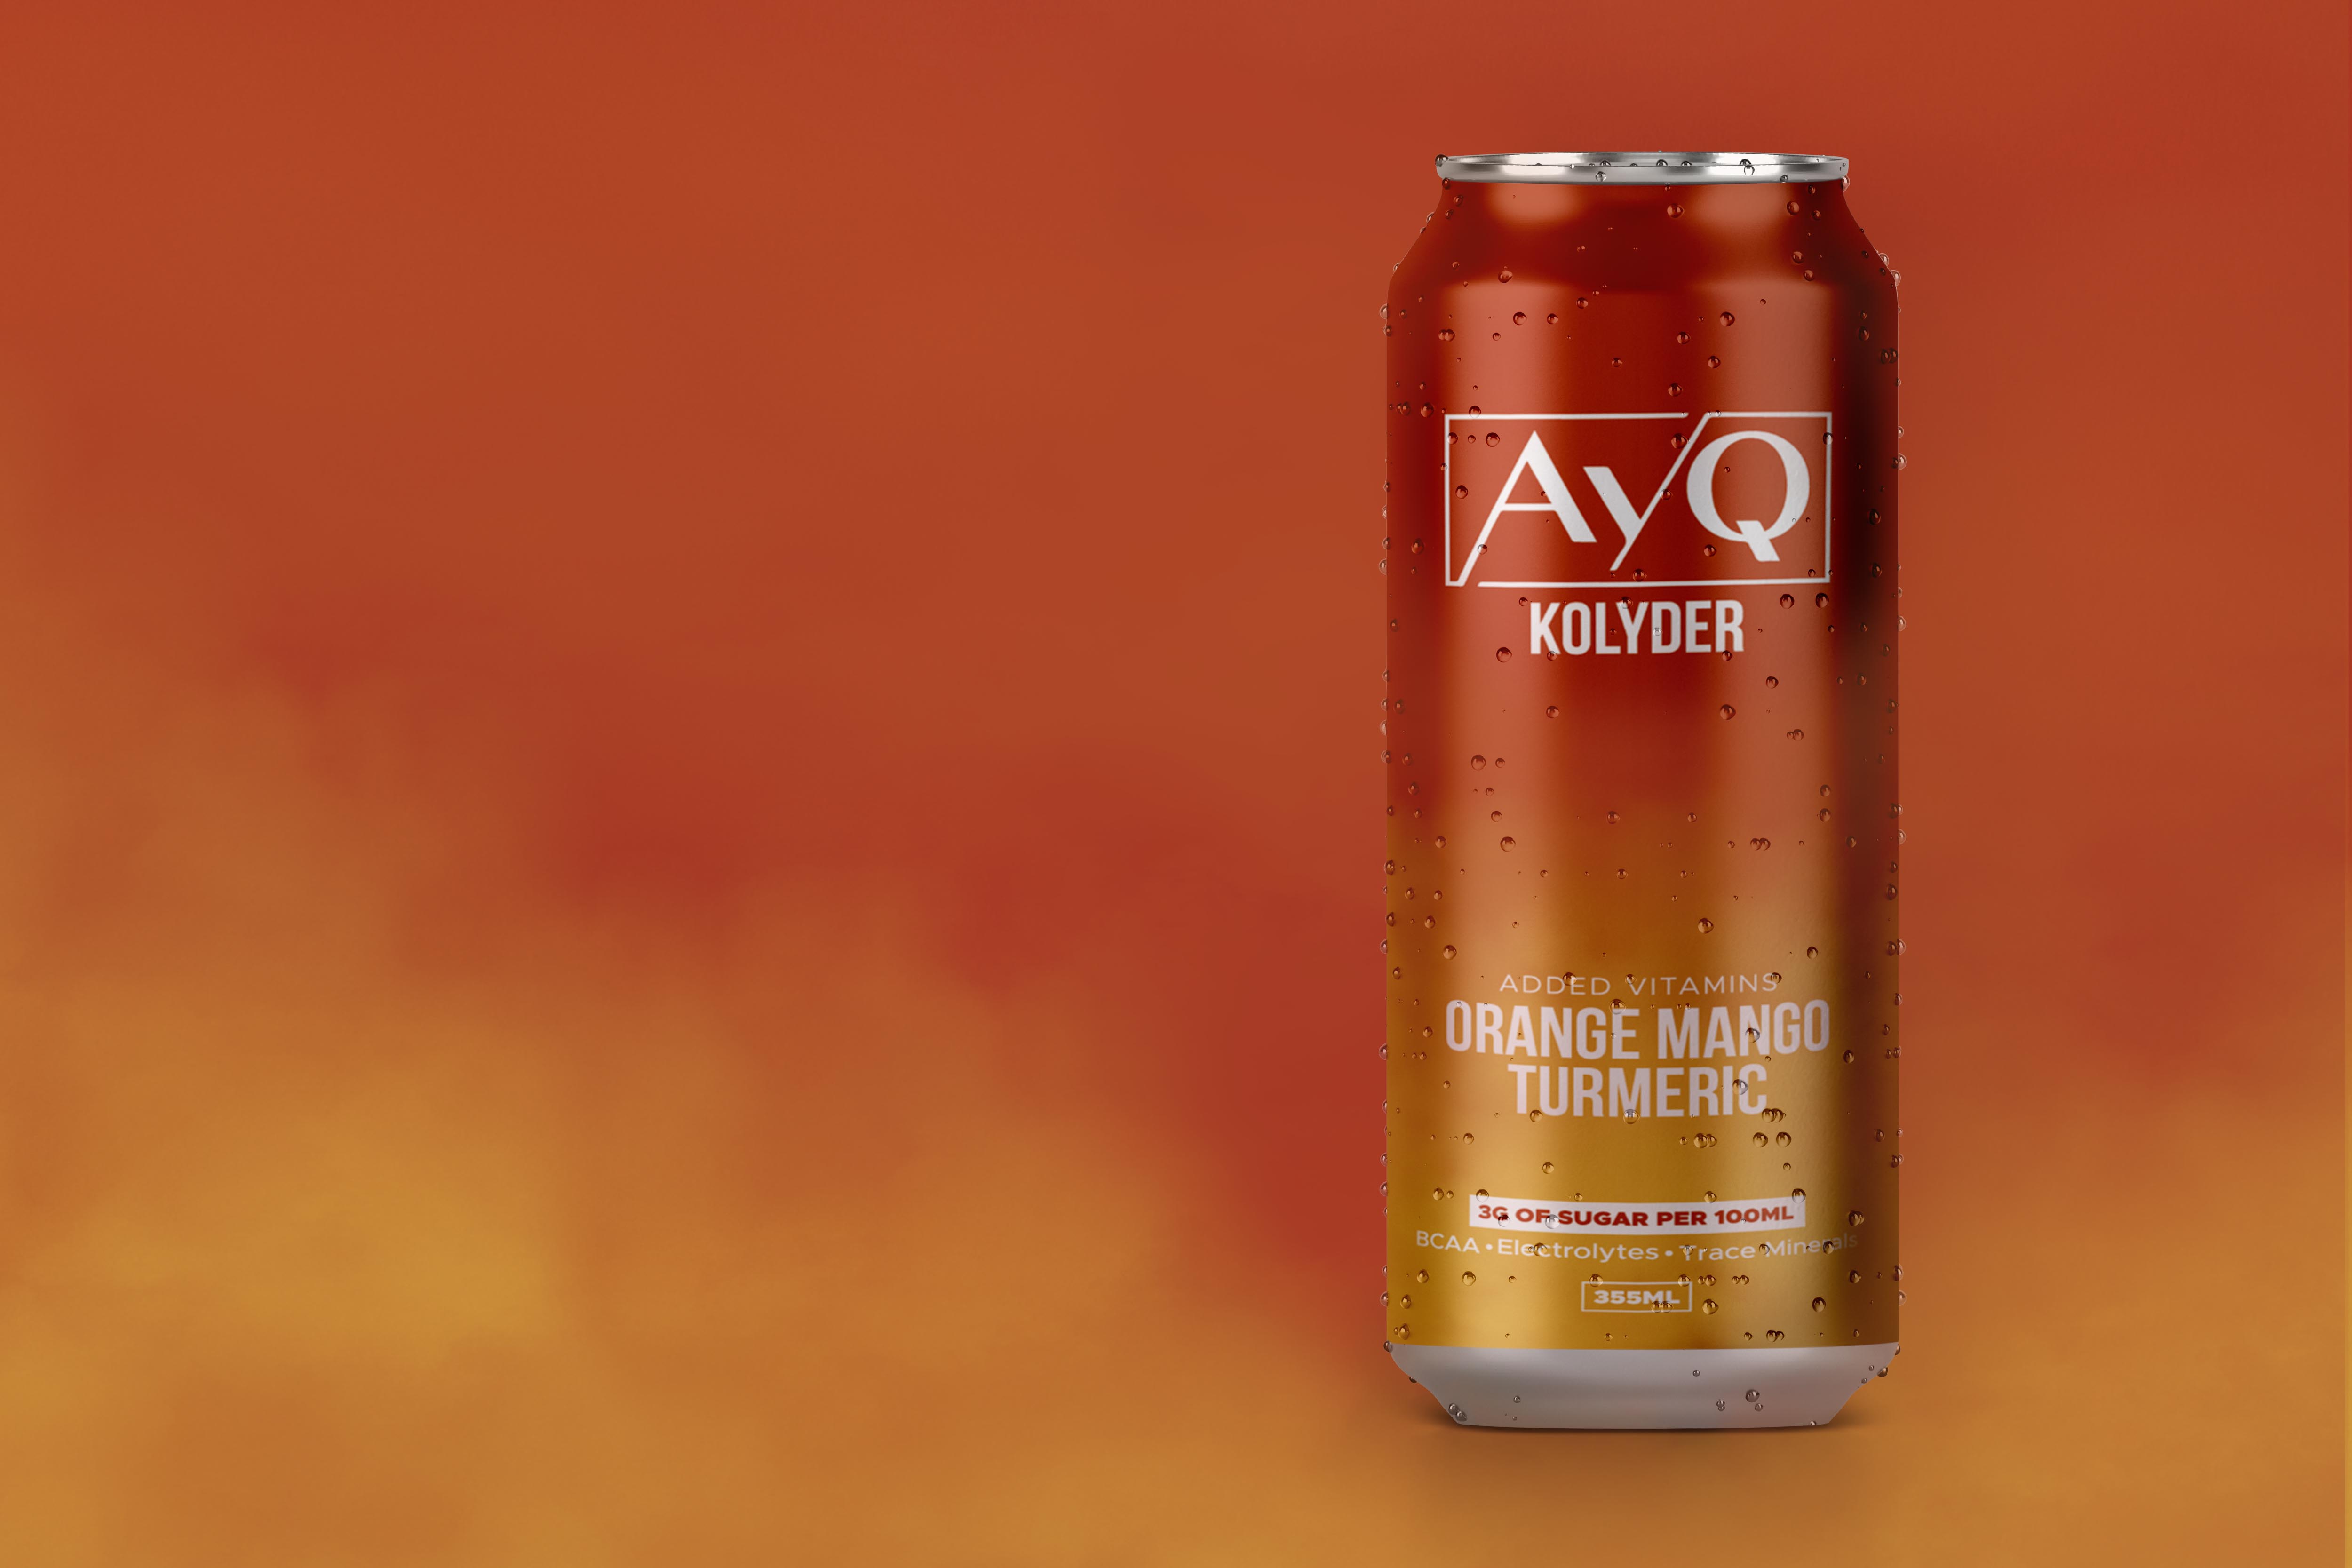 AyQ
KOLYDER
ADDED VITAMINS
ORANGE MANGO
TURMERIC
3G OF SUGAR PER 100ML
BCAA • Electrolytes • Trace Minerals
355ML